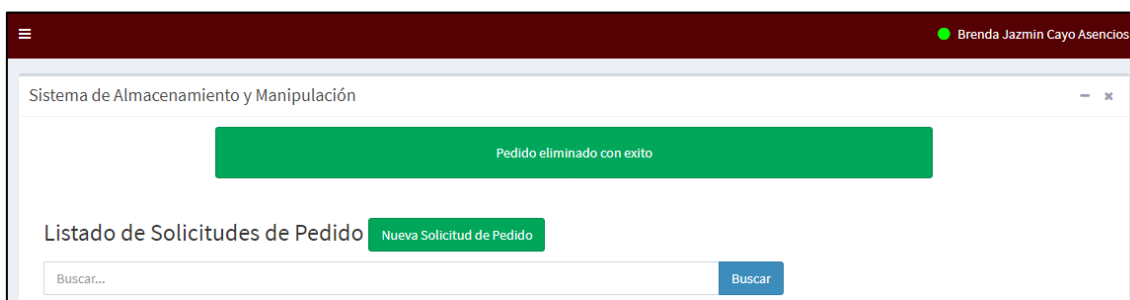 Brenda Jazmin Cayo Asencios
Sistema de Almacenamiento y Manipulación
Pedido eliminado con exito
Listado de Solicitudes de Pedido Nueva Solicitud de Pedido
Buscar... Buscar